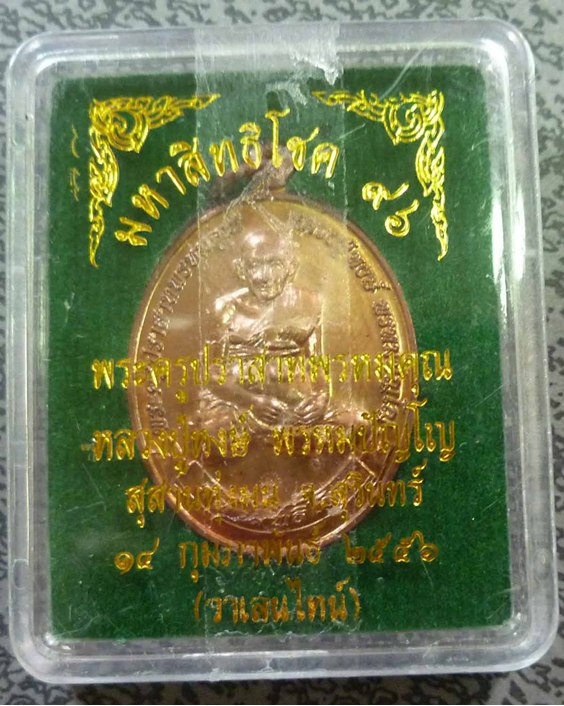 มหาสิทธิโชค ๙๖
พระครูปราสาทพรหมคุณ
หลวงปู่หงษ์ พรหมปัญโญ
สุสานทุ่งมน จ.สุรินทร์
๑๔ กุมภาพันธ์ ๒๕๕๖
(วาเลนไทน์)